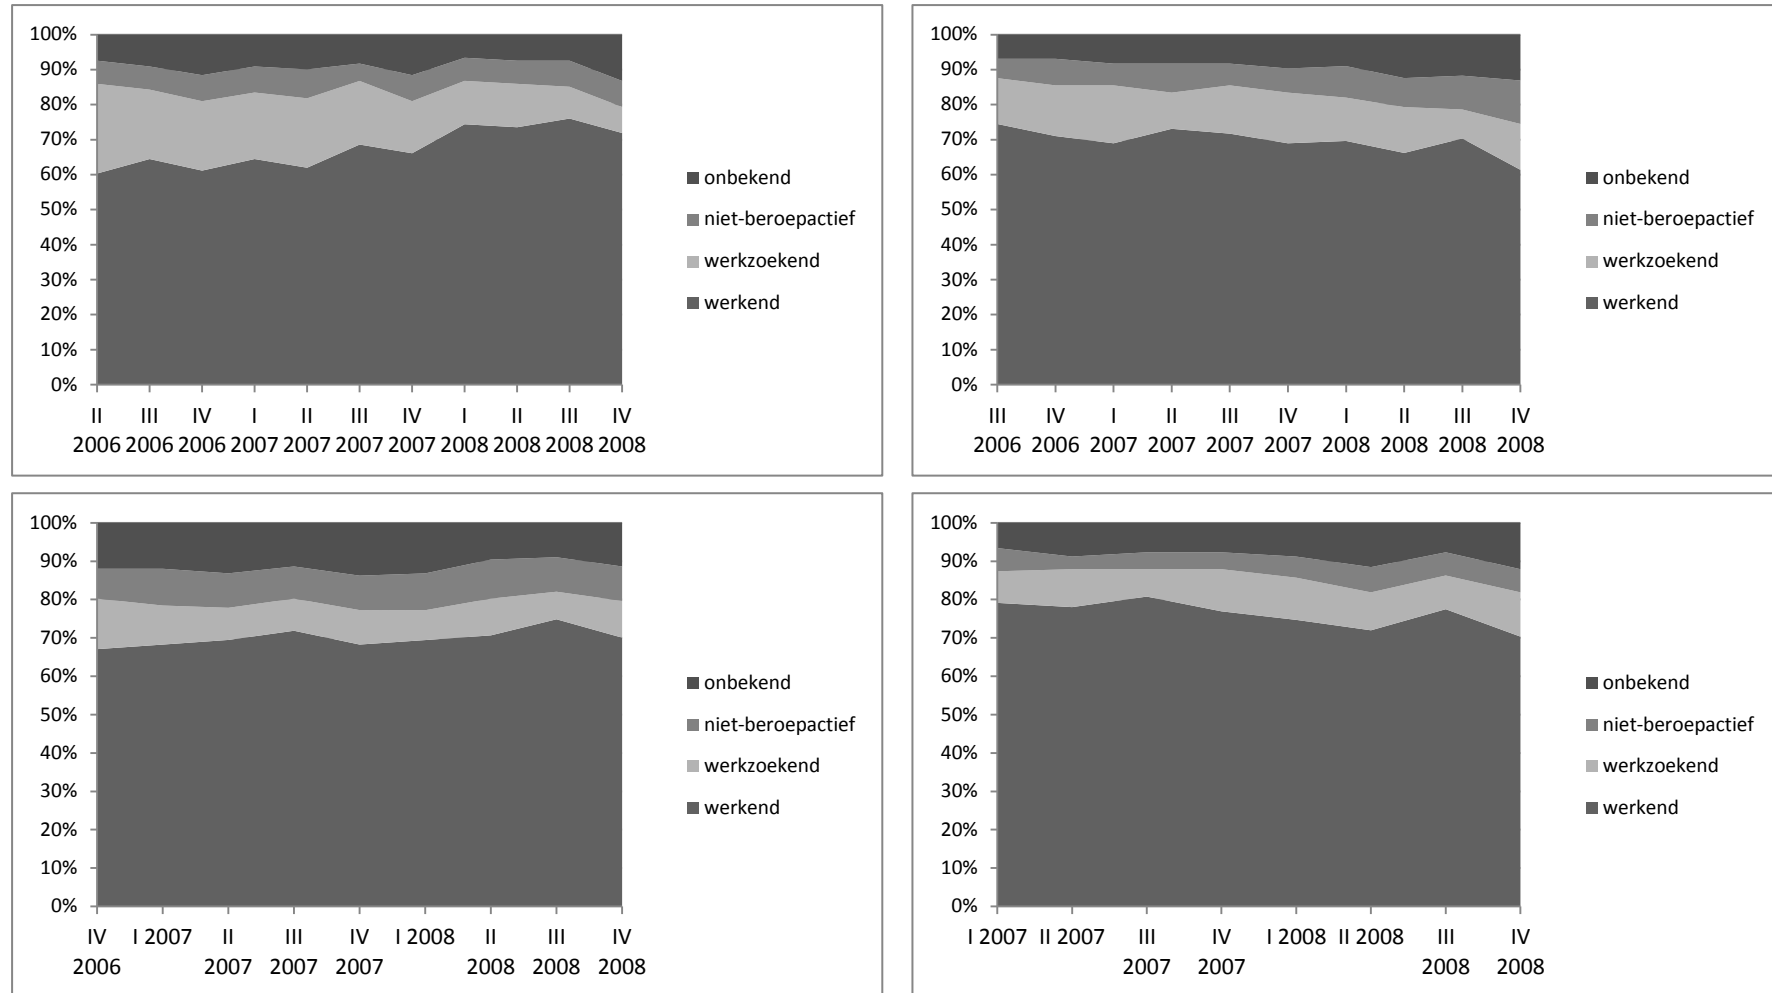 100%
90%
80%
70%
60%
50%
40%
30%
20%
10%
0%
II III IV I II III IV I II III IV
2006 2006 2006 2007 2007 2007 2007 2008 2008 2008 2008
onbekend
niet-beroepactief
werkzoekend
werkend
100%
90%
80%
70%
60%
50%
40%
30%
20%
10%
0%
III IV I II III IV I II III IV
2006 2006 2007 2007 2007 2007 2008 2008 2008 2008
onbekend
niet-beroepactief
werkzoekend
werkend
100%
90%
80%
70%
60%
50%
40%
30%
20%
10%
0%
IV I 2007 II III IV I 2008 II III IV
2006 2007 2007 2007 2008 2008 2008
onbekend
niet-beroepactief
werkzoekend
werkend
100%
90%
80%
70%
60%
50%
40%
30%
20%
10%
0%
I 2007 II 2007 III IV I 2008 II 2008 III IV
2007 2007 2008 2008
onbekend
niet-beroepactief
werkzoekend
werkend